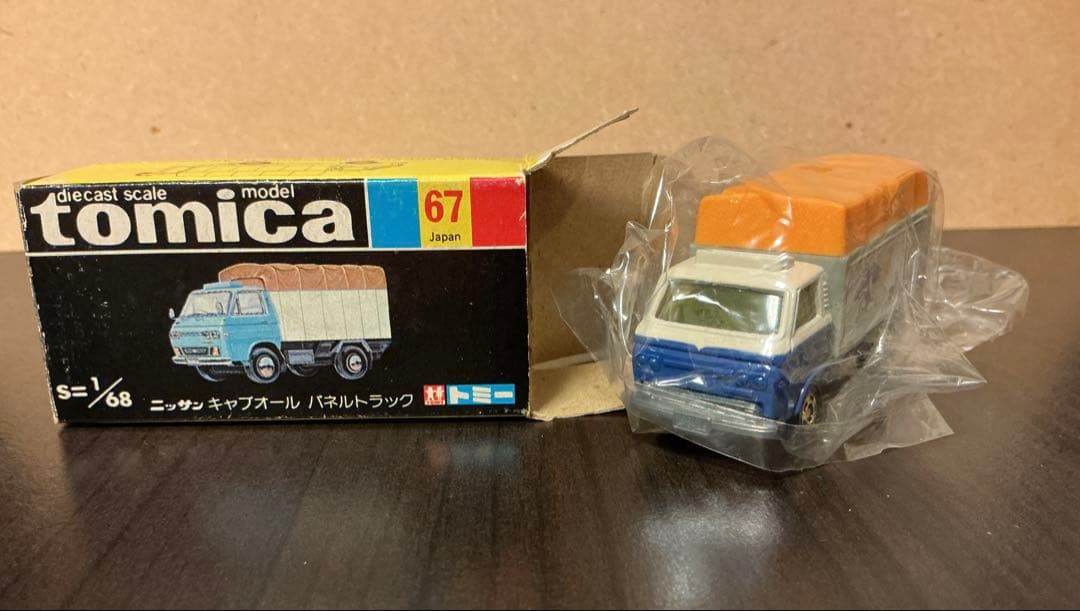 diecast scale model
tomica
67
Japan
S=1/68
ニッサン キャブオール パネルトラック
トミー